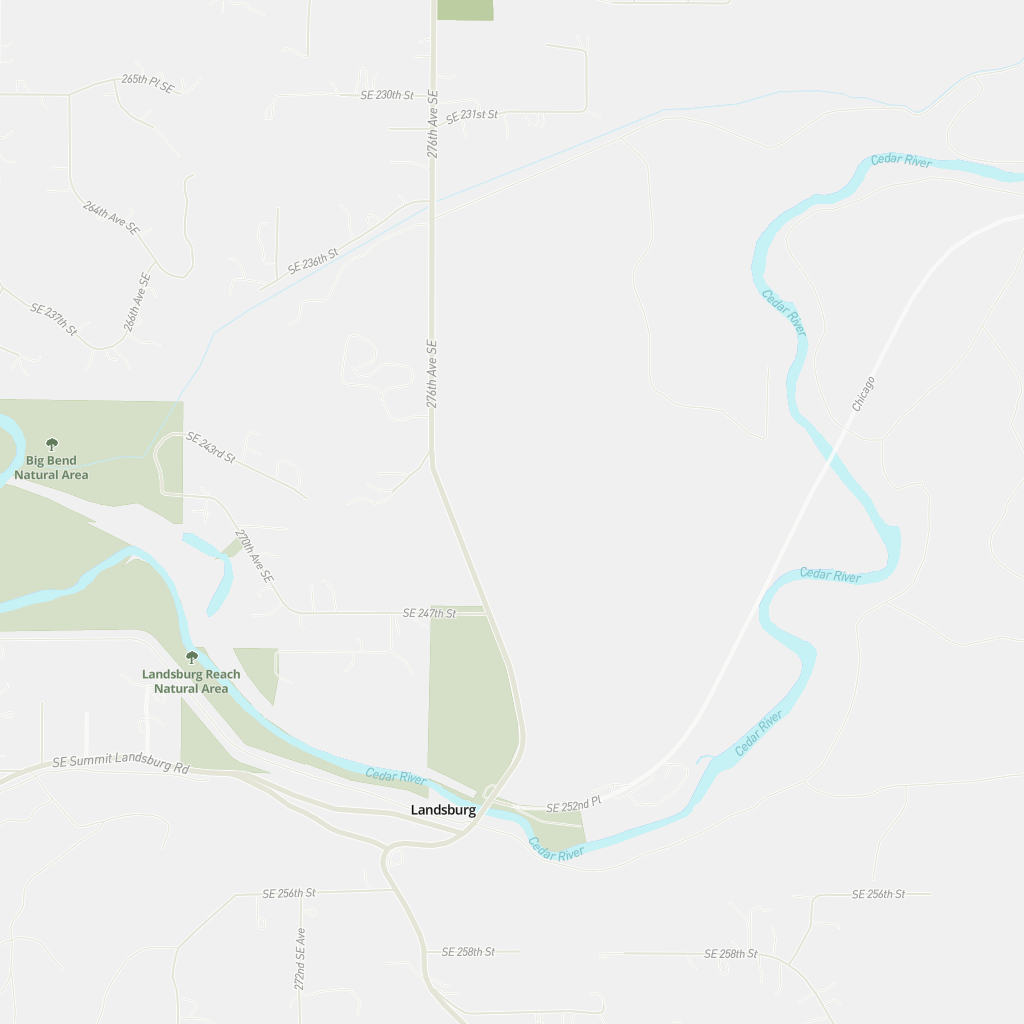 265th Pl SE
SE 230th St
SE 231st St
276th Ave SE
Cedar River
264th Ave SE
SE 236th St
266th Ave SE
SE 237th St
Cedar River
276th Ave SE
Chicago
SE 243rd St
Big Bend
Natural Area
270th Ave SE
Cedar River
SE 247th St
Landsburg Reach
Natural Area
Cedar River
SE Summit Landsburg Rd
Cedar River
SE 252nd Pl
Landsburg
Cedar River
SE 256th St
SE 256th St
272nd SE Ave
SE 258th St
SE 258th St